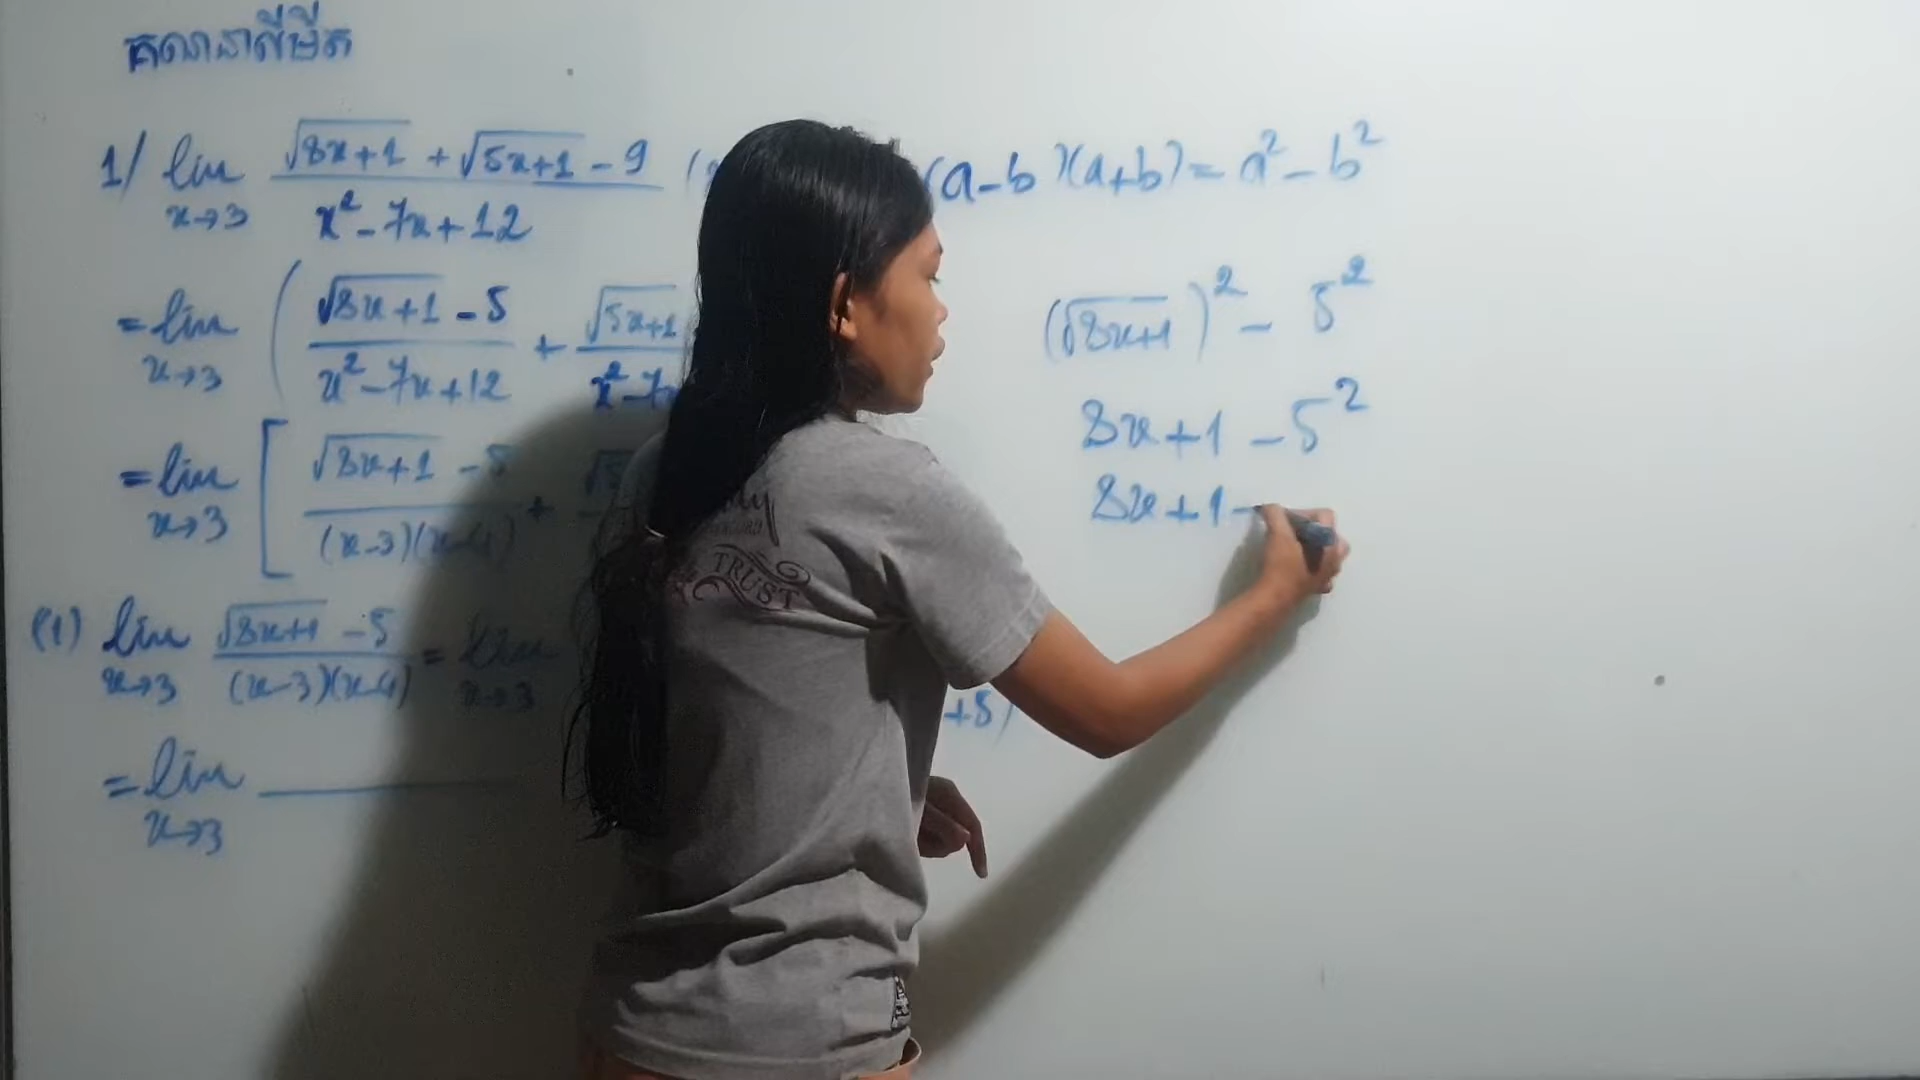 គណនាលីមីត
1/ lim x→3 (√(8x+1) + √(5x+1) - 9)/(x² - 7x + 12)
(a-b)(a+b) = a² - b²
= lim x→3 ( (√(8x+1) - 5)/(x² - 7x + 12) + √(5x+1) / x² - 7x
= lim x→3 [ (√(8x+1) - 5)/((x-3)(x-4)) + √5
(1) lim x→3 (√(8x+1) - 5)/((x-3)(x-4)) = lim x→3
+5)
= lim x→3
(√(8x+1))² - 5²
8x+1 - 5²
8x+1 -
TRUST